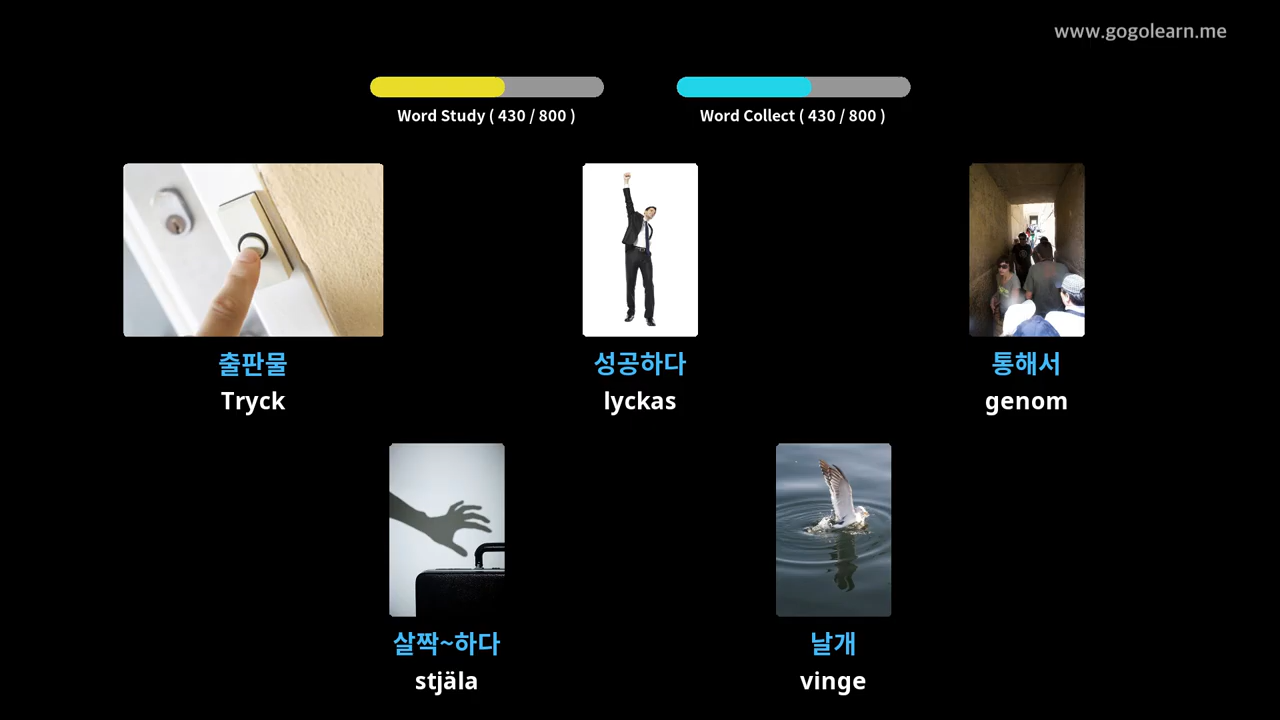 www.gogolearn.me
Word Study ( 430 / 800 )
Word Collect ( 430 / 800 )
출판물
Tryck
성공하다
lyckas
통해서
genom
살짝~하다
stjäla
날개
vinge